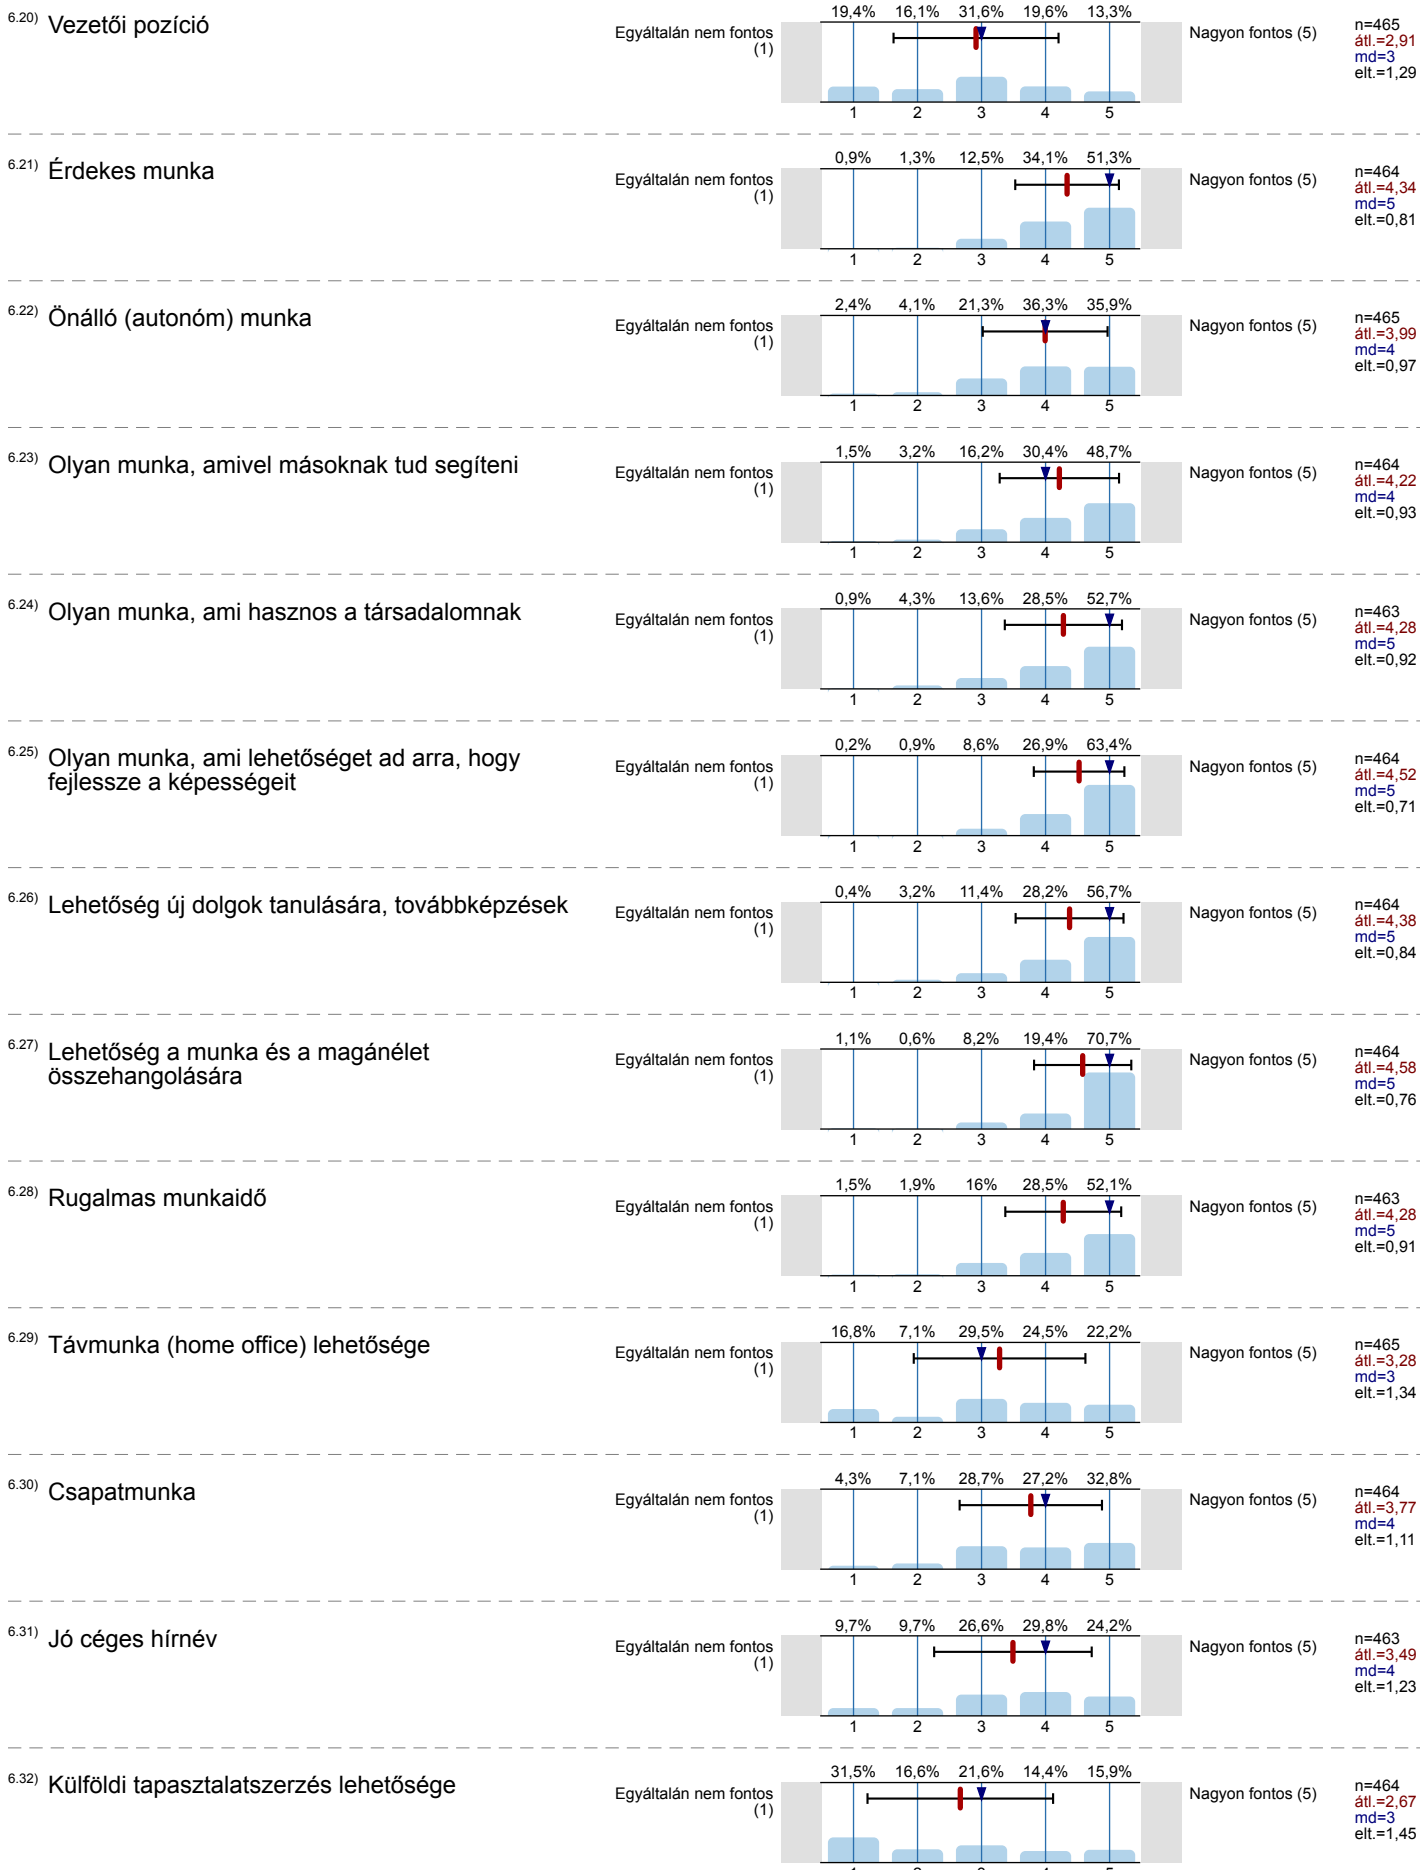 6.20) Vezetői pozíció
Egyáltalán nem fontos
(1)
19,4% 16,1% 31,6% 19,6% 13,3%
1 2 3 4 5
Nagyon fontos (5)
n=465
átl.=2,91
md=3
elt.=1,29
6.21) Érdekes munka
Egyáltalán nem fontos
(1)
0,9% 1,3% 12,5% 34,1% 51,3%
1 2 3 4 5
Nagyon fontos (5)
n=464
átl.=4,34
md=5
elt.=0,81
6.22) Önálló (autonóm) munka
Egyáltalán nem fontos
(1)
2,4% 4,1% 21,3% 36,3% 35,9%
1 2 3 4 5
Nagyon fontos (5)
n=465
átl.=3,99
md=4
elt.=0,97
6.23) Olyan munka, amivel másoknak tud segíteni
Egyáltalán nem fontos
(1)
1,5% 3,2% 16,2% 30,4% 48,7%
1 2 3 4 5
Nagyon fontos (5)
n=464
átl.=4,22
md=4
elt.=0,93
6.24) Olyan munka, ami hasznos a társadalomnak
Egyáltalán nem fontos
(1)
0,9% 4,3% 13,6% 28,5% 52,7%
1 2 3 4 5
Nagyon fontos (5)
n=463
átl.=4,28
md=5
elt.=0,92
6.25) Olyan munka, ami lehetőséget ad arra, hogy
fejlessze a képességeit
Egyáltalán nem fontos
(1)
0,2% 0,9% 8,6% 26,9% 63,4%
1 2 3 4 5
Nagyon fontos (5)
n=464
átl.=4,52
md=5
elt.=0,71
6.26) Lehetőség új dolgok tanulására, továbbképzések
Egyáltalán nem fontos
(1)
0,4% 3,2% 11,4% 28,2% 56,7%
1 2 3 4 5
Nagyon fontos (5)
n=464
átl.=4,38
md=5
elt.=0,84
6.27) Lehetőség a munka és a magánélet
összehangolására
Egyáltalán nem fontos
(1)
1,1% 0,6% 8,2% 19,4% 70,7%
1 2 3 4 5
Nagyon fontos (5)
n=464
átl.=4,58
md=5
elt.=0,76
6.28) Rugalmas munkaidő
Egyáltalán nem fontos
(1)
1,5% 1,9% 16% 28,5% 52,1%
1 2 3 4 5
Nagyon fontos (5)
n=463
átl.=4,28
md=5
elt.=0,91
6.29) Távmunka (home office) lehetősége
Egyáltalán nem fontos
(1)
16,8% 7,1% 29,5% 24,5% 22,2%
1 2 3 4 5
Nagyon fontos (5)
n=465
átl.=3,28
md=3
elt.=1,34
6.30) Csapatmunka
Egyáltalán nem fontos
(1)
4,3% 7,1% 28,7% 27,2% 32,8%
1 2 3 4 5
Nagyon fontos (5)
n=464
átl.=3,77
md=4
elt.=1,11
6.31) Jó céges hírnév
Egyáltalán nem fontos
(1)
9,7% 9,7% 26,6% 29,8% 24,2%
1 2 3 4 5
Nagyon fontos (5)
n=463
átl.=3,49
md=4
elt.=1,23
6.32) Külföldi tapasztalatszerzés lehetősége
Egyáltalán nem fontos
(1)
31,5% 16,6% 21,6% 14,4% 15,9%
Nagyon fontos (5)
n=464
átl.=2,67
md=3
elt.=1,45